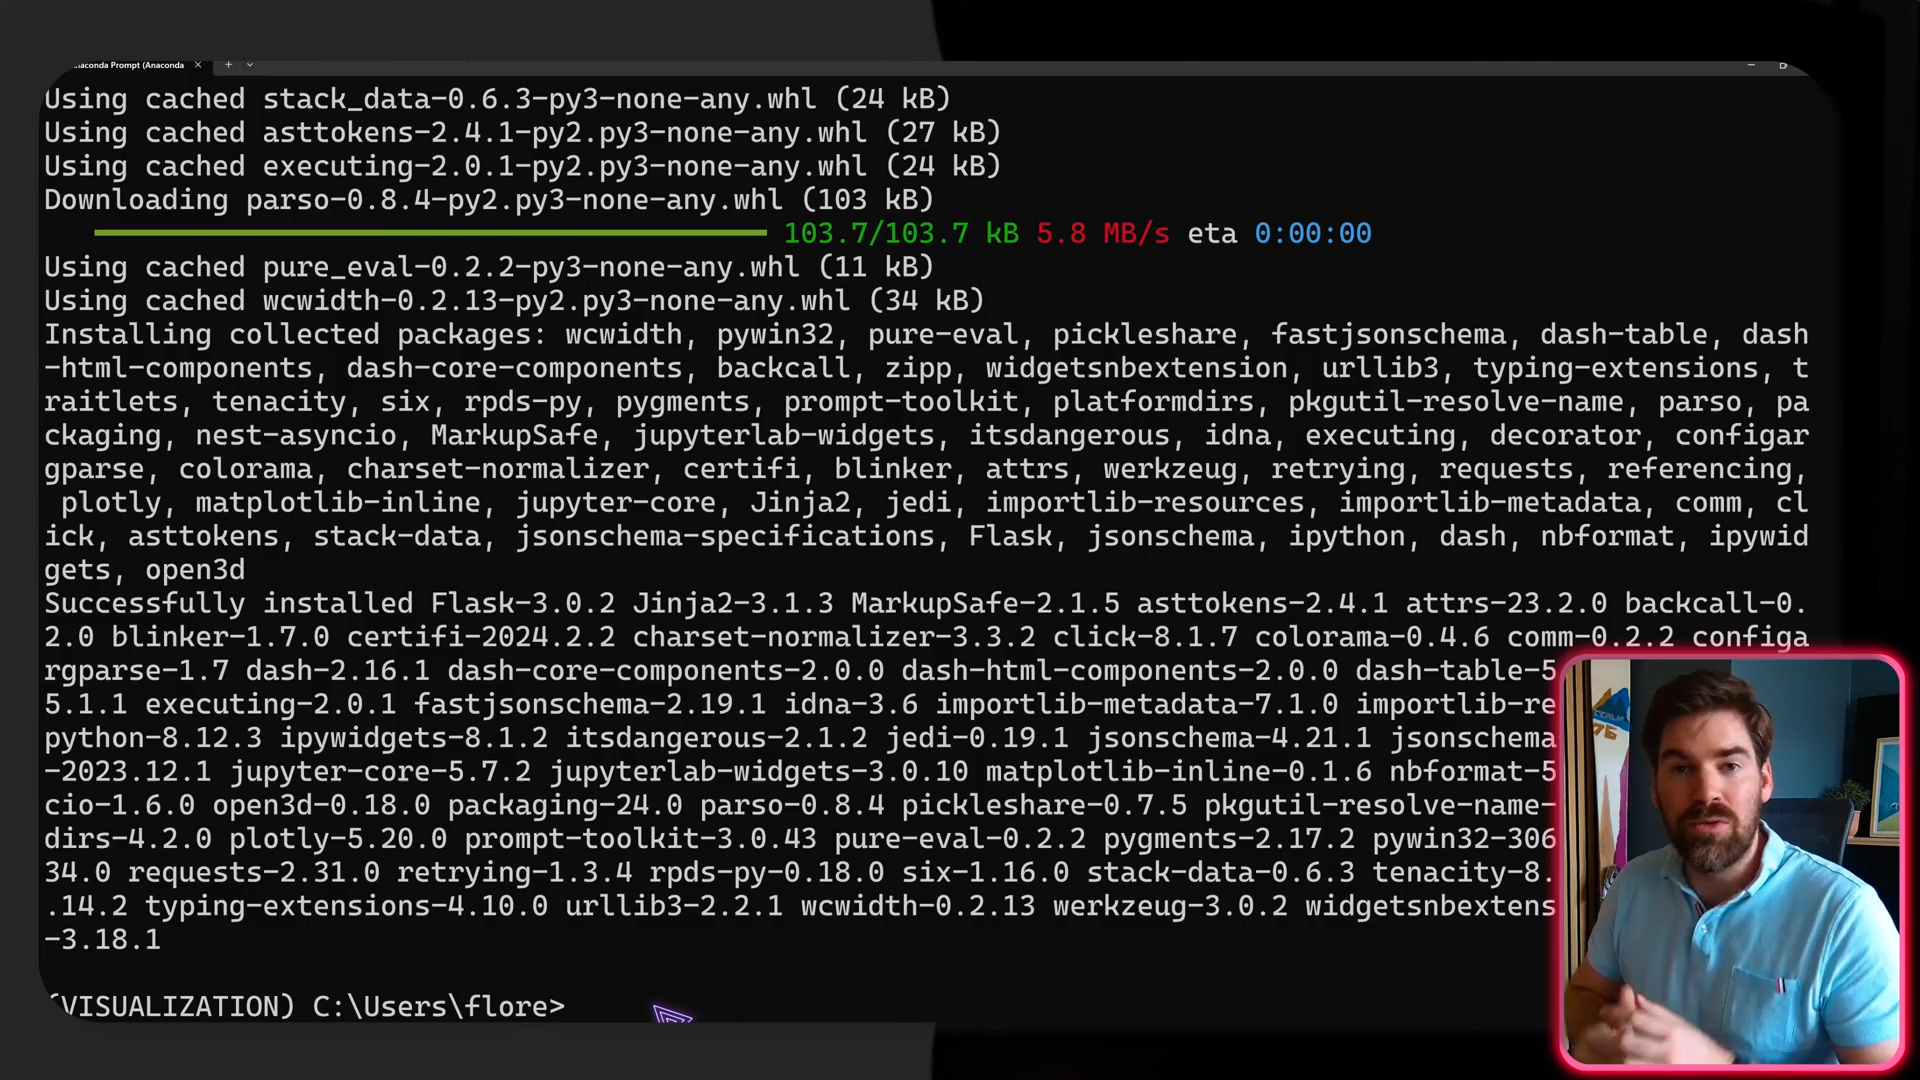 naconda Prompt (Anaconda
Using cached stack_data-0.6.3-py3-none-any.whl (24 kB)
Using cached asttokens-2.4.1-py2.py3-none-any.whl (27 kB)
Using cached executing-2.0.1-py2.py3-none-any.whl (24 kB)
Downloading parso-0.8.4-py2.py3-none-any.whl (103 kB)
103.7/103.7 kB 5.8 MB/s eta 0:00:00
Using cached pure_eval-0.2.2-py3-none-any.whl (11 kB)
Using cached wcwidth-0.2.13-py2.py3-none-any.whl (34 kB)
Installing collected packages: wcwidth, pywin32, pure-eval, pickleshare, fastjsonschema, dash-table, dash
-html-components, dash-core-components, backcall, zipp, widgetsnbextension, urllib3, typing-extensions, t
raitlets, tenacity, six, rpds-py, pygments, prompt-toolkit, platformdirs, pkgutil-resolve-name, parso, pa
ckaging, nest-asyncio, MarkupSafe, jupyterlab-widgets, itsdangerous, idna, executing, decorator, configar
gparse, colorama, charset-normalizer, certifi, blinker, attrs, werkzeug, retrying, requests, referencing,
plotly, matplotlib-inline, jupyter-core, Jinja2, jedi, importlib-resources, importlib-metadata, comm, cl
ick, asttokens, stack-data, jsonschema-specifications, Flask, jsonschema, ipython, dash, nbformat, ipywid
gets, open3d
Successfully installed Flask-3.0.2 Jinja2-3.1.3 MarkupSafe-2.1.5 asttokens-2.4.1 attrs-23.2.0 backcall-0.
2.0 blinker-1.7.0 certifi-2024.2.2 charset-normalizer-3.3.2 click-8.1.7 colorama-0.4.6 comm-0.2.2 configa
rgparse-1.7 dash-2.16.1 dash-core-components-2.0.0 dash-html-components-2.0.0 dash-table-5
5.1.1 executing-2.0.1 fastjsonschema-2.19.1 idna-3.6 importlib-metadata-7.1.0 importlib-re
python-8.12.3 ipywidgets-8.1.2 itsdangerous-2.1.2 jedi-0.19.1 jsonschema-4.21.1 jsonschema
-2023.12.1 jupyter-core-5.7.2 jupyterlab-widgets-3.0.10 matplotlib-inline-0.1.6 nbformat-5
cio-1.6.0 open3d-0.18.0 packaging-24.0 parso-0.8.4 pickleshare-0.7.5 pkgutil-resolve-name-
dirs-4.2.0 plotly-5.20.0 prompt-toolkit-3.0.43 pure-eval-0.2.2 pygments-2.17.2 pywin32-306
34.0 requests-2.31.0 retrying-1.3.4 rpds-py-0.18.0 six-1.16.0 stack-data-0.6.3 tenacity-8.
.14.2 typing-extensions-4.10.0 urllib3-2.2.1 wcwidth-0.2.13 werkzeug-3.0.2 widgetsnbextens
-3.18.1
(VISUALIZATION) C:\Users\flore>